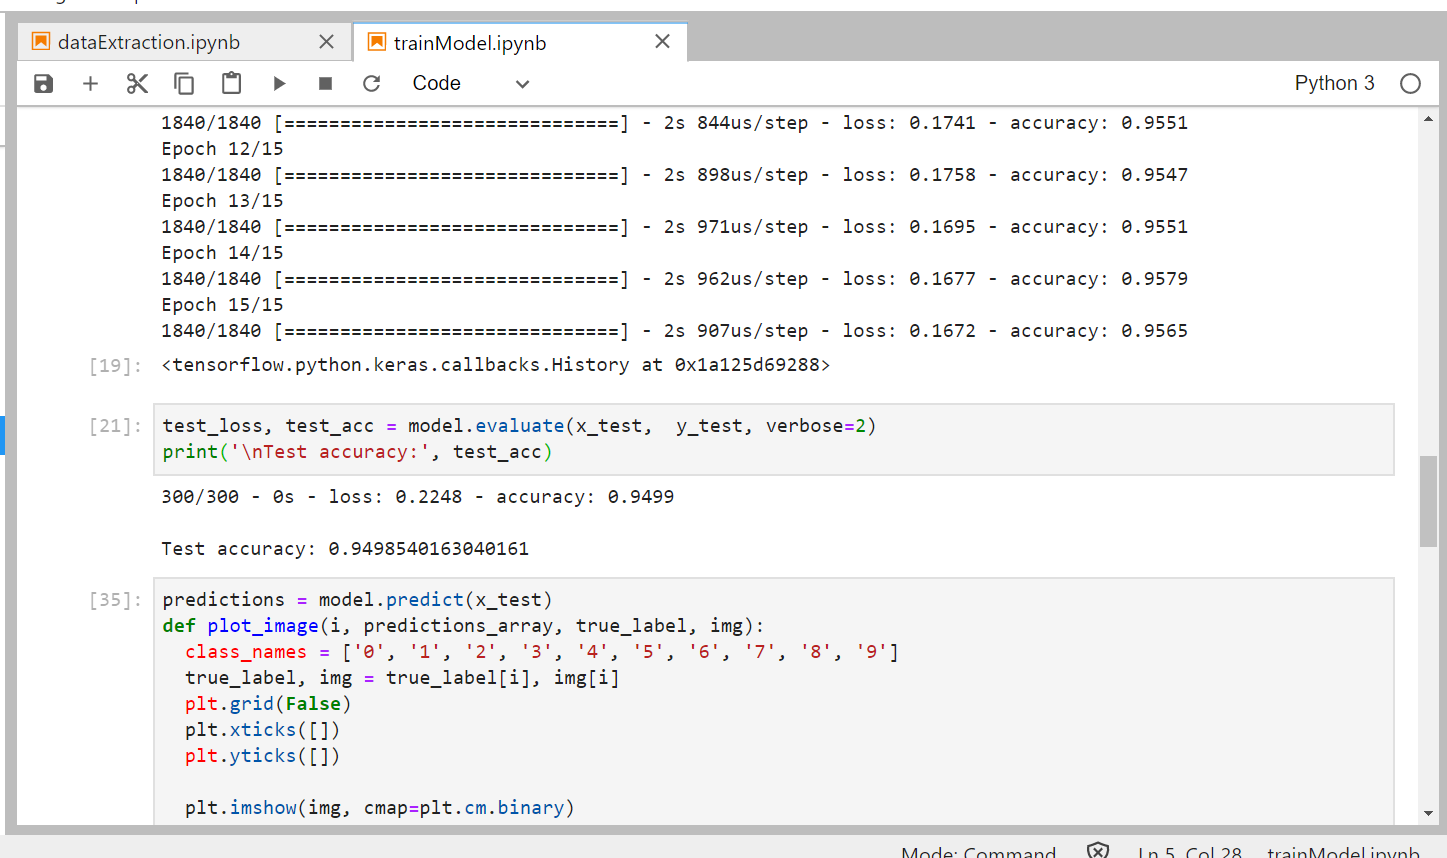 dataExtraction.ipynb
trainModel.ipynb
Code
Python 3
1840/1840 [==============================] - 2s 844us/step - loss: 0.1741 - accuracy: 0.9551
Epoch 12/15
1840/1840 [==============================] - 2s 898us/step - loss: 0.1758 - accuracy: 0.9547
Epoch 13/15
1840/1840 [==============================] - 2s 971us/step - loss: 0.1695 - accuracy: 0.9551
Epoch 14/15
1840/1840 [==============================] - 2s 962us/step - loss: 0.1677 - accuracy: 0.9579
Epoch 15/15
1840/1840 [==============================] - 2s 907us/step - loss: 0.1672 - accuracy: 0.9565
[19]: <tensorflow.python.keras.callbacks.History at 0x1a125d69288>
[21]: test_loss, test_acc = model.evaluate(x_test,  y_test, verbose=2)
print('\nTest accuracy:', test_acc)
300/300 - 0s - loss: 0.2248 - accuracy: 0.9499
Test accuracy: 0.9498540163040161
[35]: predictions = model.predict(x_test)
def plot_image(i, predictions_array, true_label, img):
  class_names = ['0', '1', '2', '3', '4', '5', '6', '7', '8', '9']
  true_label, img = true_label[i], img[i]
  plt.grid(False)
  plt.xticks([])
  plt.yticks([])
  plt.imshow(img, cmap=plt.cm.binary)
Mode: Command
Ln 5, Col 28
trainModel.ipynb